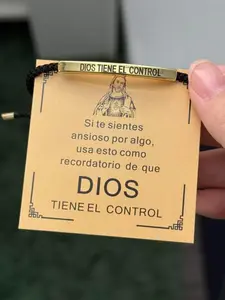 DIOS TIENE EL CONTROL
Si te sientes
ansioso por algo,
usa esto como
recordatorio de que
DIOS
TIENE EL CONTROL